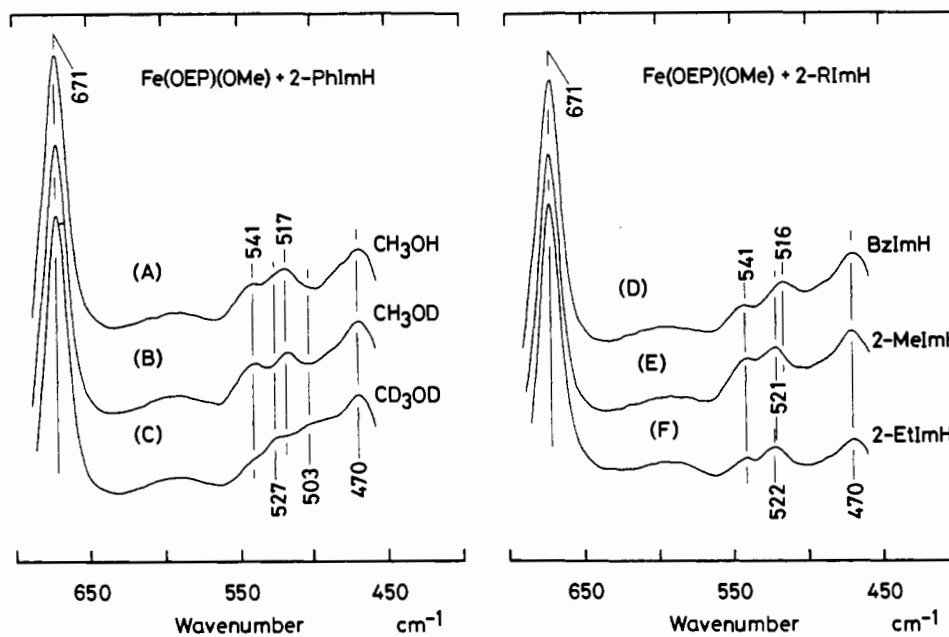 Fe(OEP)(OMe) + 2-PhImH
671
541
517
CH₃OH
(A)
CH₃OD
(B)
CD₃OD
(C)
527
503
470
650
550
450
Wavenumber
cm⁻¹
Fe(OEP)(OMe) + 2-RImH
671
541
516
BzImH
(D)
2-MeImH
(E)
521
2-EtImH
(F)
522
470
650
550
450
Wavenumber
cm⁻¹